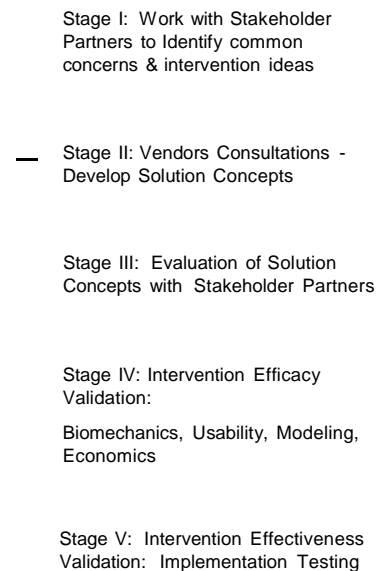 Stage I: Work with Stakeholder
Partners to Identify common
concerns & intervention ideas
Stage II: Vendors Consultations -
Develop Solution Concepts
Stage III: Evaluation of Solution
Concepts with Stakeholder Partners
Stage IV: Intervention Efficacy
Validation:
Biomechanics, Usability, Modeling,
Economics
Stage V: Intervention Effectiveness
Validation: Implementation Testing